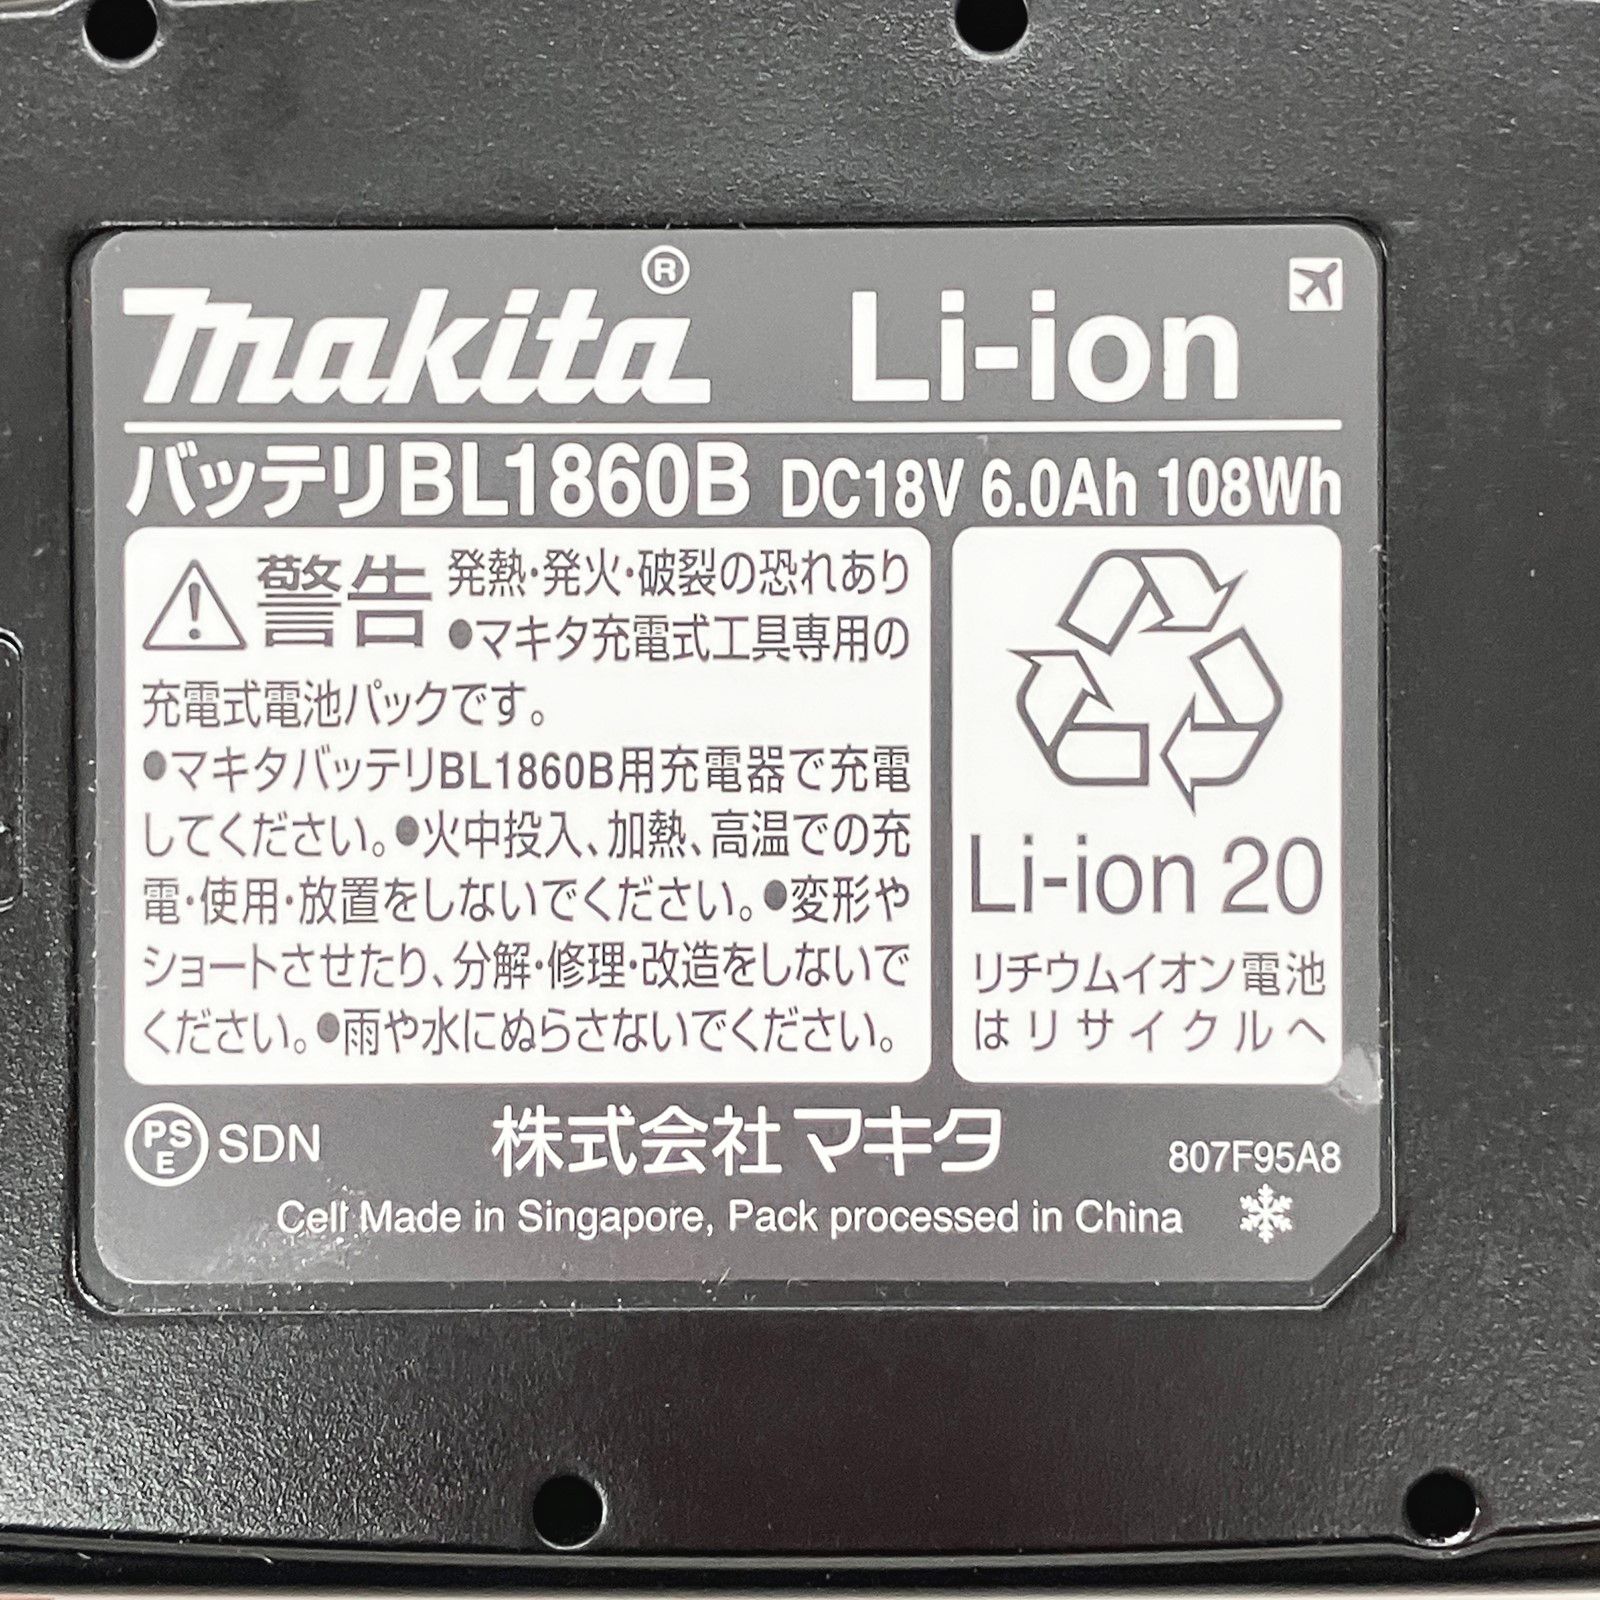 makita® Li-ion
バッテリBL1860B DC18V 6.0Ah 108Wh
警告 発熱・発火・破裂の恐れあり
●マキタ充電式工具専用の
充電式電池パックです。
●マキタバッテリBL1860B用充電器で充電
してください。●火中投入、加熱、高温での充
電・使用・放置をしないでください。●変形や
ショートさせたり、分解・修理・改造をしないで
ください。●雨や水にぬらさないでください。
Li-ion 20
リチウムイオン電池
はリサイクルへ
PSE SDN 株式会社マキタ 807F95A8
Cell Made in Singapore, Pack processed in China